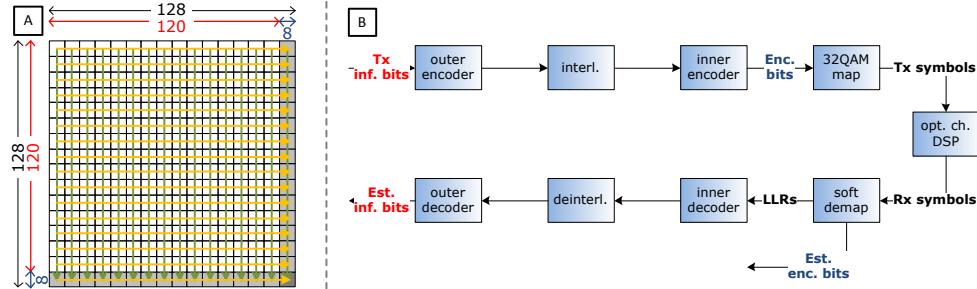 A
128
120
8
128
120
8
B
Tx
inf. bits
outer
encoder
interl.
inner
encoder
Enc.
bits
32QAM
map
Tx symbols
opt. ch.
DSP
Est.
inf. bits
outer
decoder
deinterl.
inner
decoder
LLRs
soft
demap
Rx symbols
Est.
enc. bits